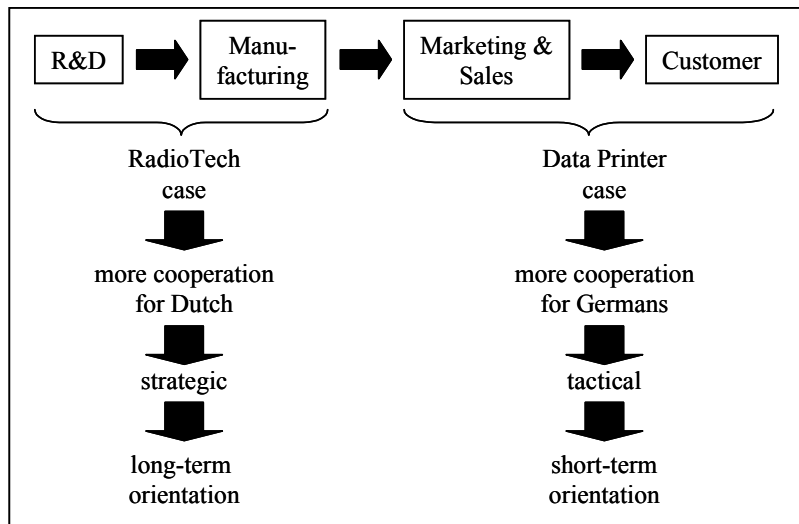 R&D
Manu-
facturing
Marketing &
Sales
Customer
RadioTech
case
more cooperation
for Dutch
strategic
long-term
orientation
Data Printer
case
more cooperation
for Germans
tactical
short-term
orientation